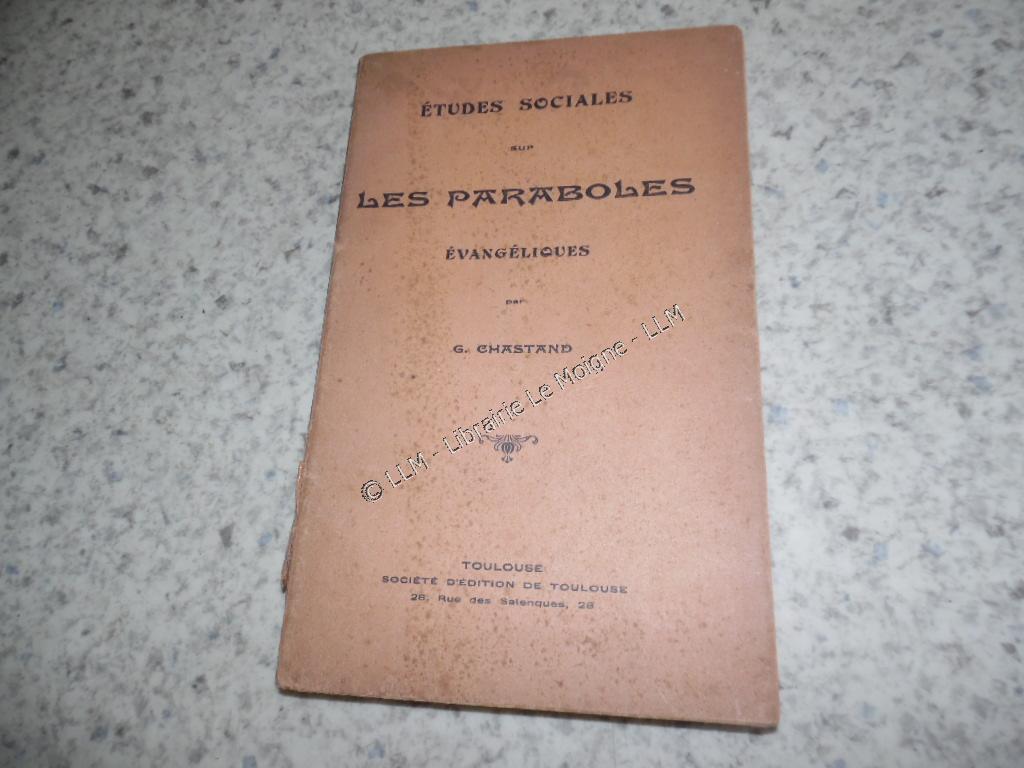 ÉTUDES SOCIALES
sur
LES PARABOLES
ÉVANGÉLIQUES
par
G. CHASTAND
© LLM - Librairie Le Moigne - LLM
TOULOUSE
SOCIÉTÉ D'ÉDITION DE TOULOUSE
28, Rue des Salenques, 28